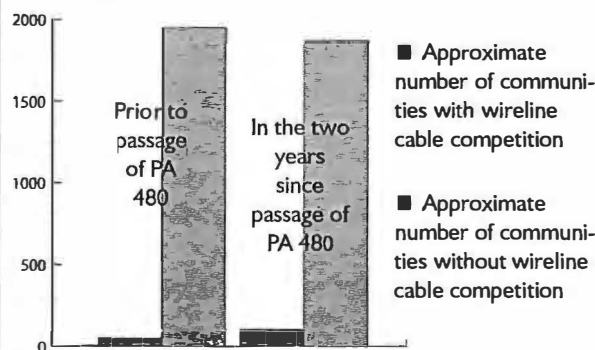 2000
1500
1000
500
0
Prior to
passage
of PA
480
In the two
years
since
passage of
PA 480
■ Approximate
number of communi-
ties with wireline
cable competition
■ Approximate
number of communi-
ties without wireline
cable competition